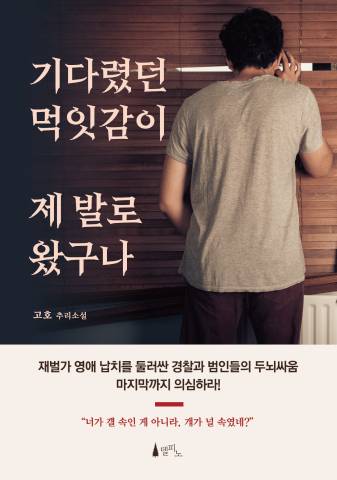 기다렸던
먹잇감이
제 발로
왔구나
고호 추리소설
재벌가 영애 납치를 둘러싼 경찰과 범인들의 두뇌싸움
마지막까지 의심하라!
“너가 걜 속인 게 아니라, 걔가 널 속였네?”
델피노